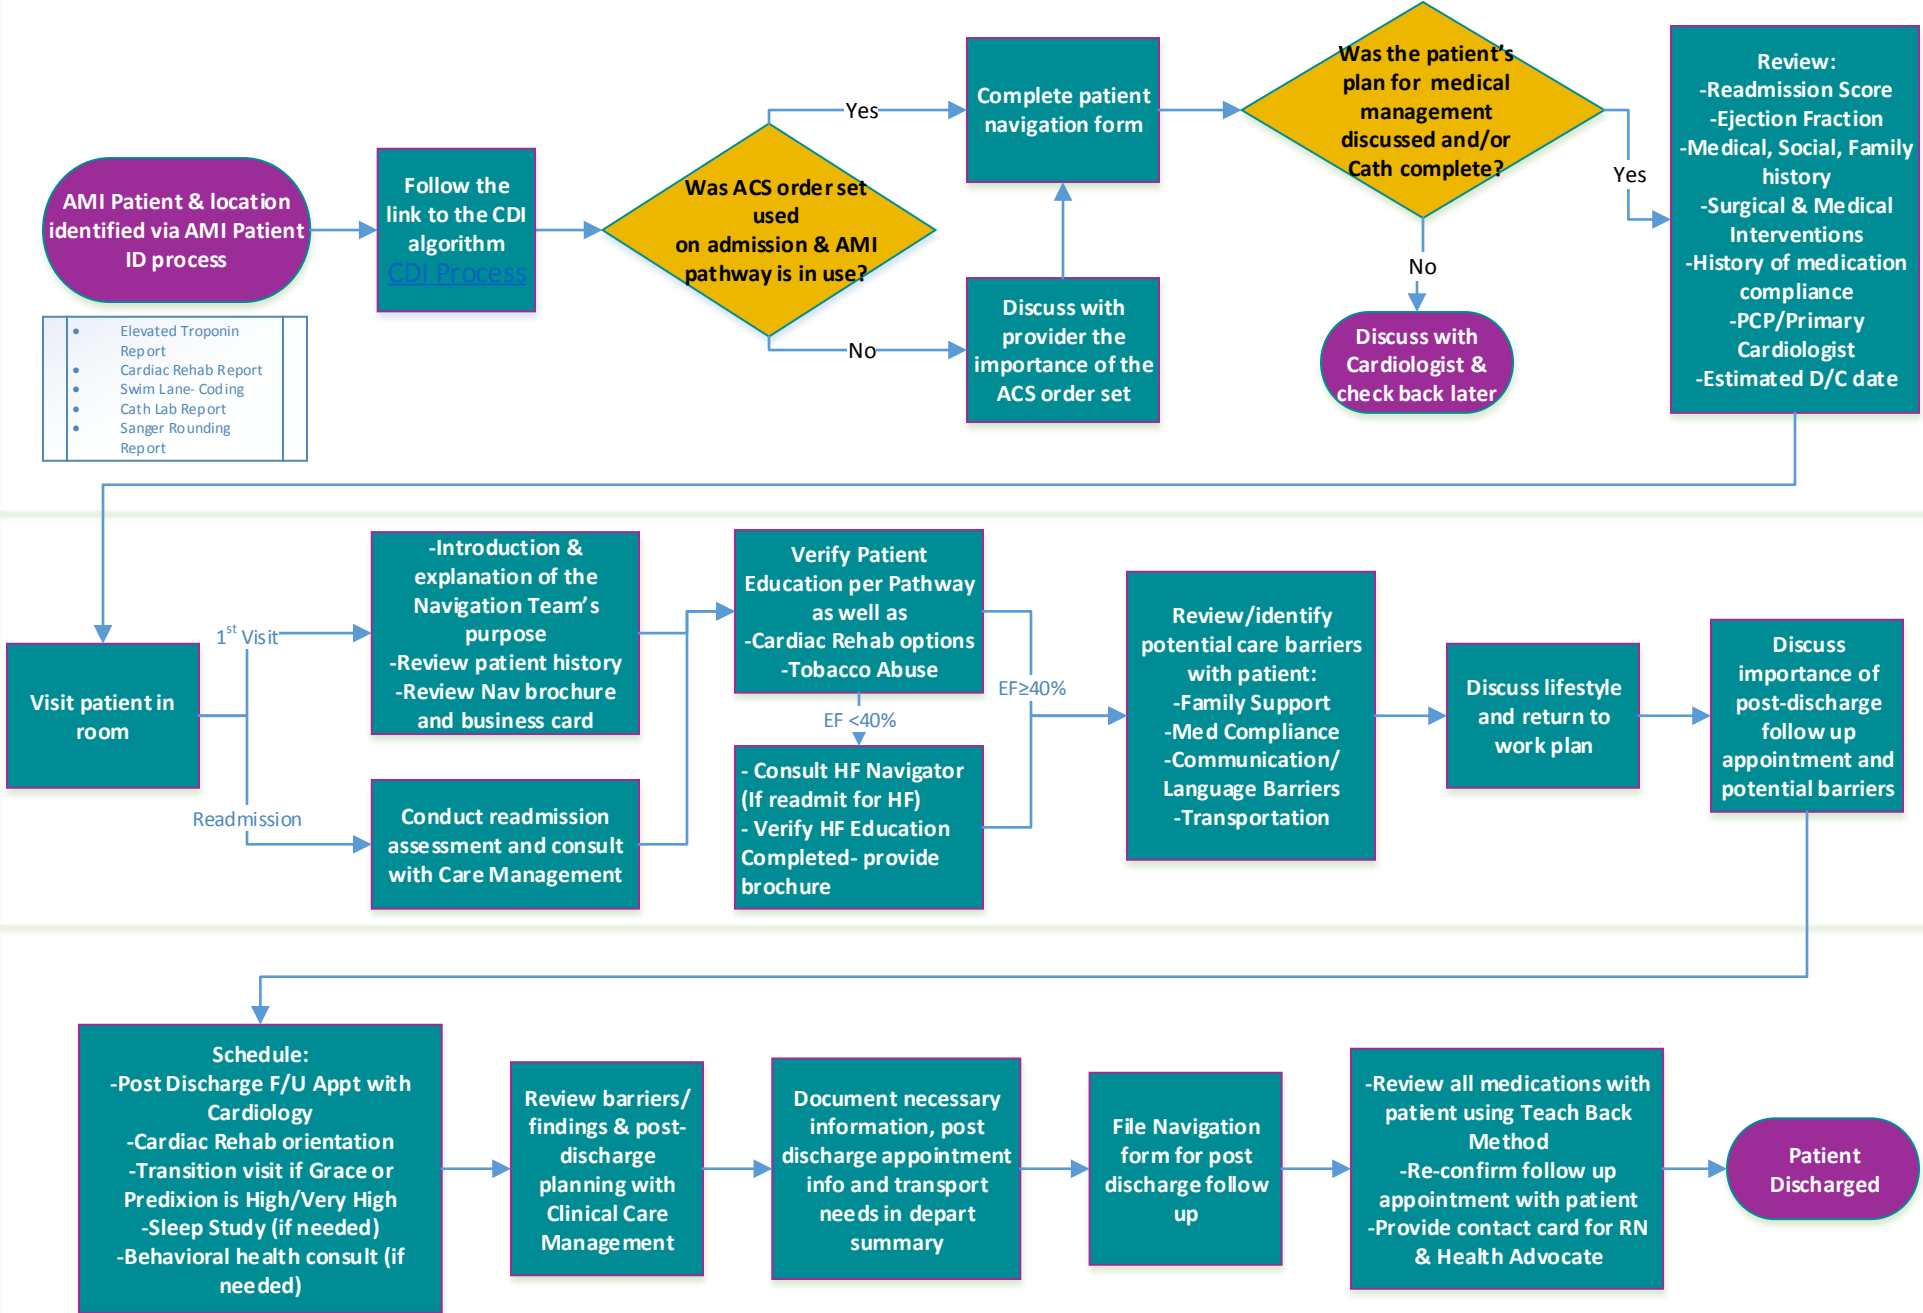 AMI Patient & location
identified via AMI Patient
ID process
• Elevated Troponin
Report
• Cardiac Rehab Report
• Swim Lane- Coding
• Cath Lab Report
• Sanger Rounding
Report
Follow the
link to the CDI
algorithm
CDI Process
Was ACS order set
used
on admission & AMI
pathway is in use?
Yes
No
Complete patient
navigation form
Discuss with
provider the
importance of the
ACS order set
Was the patient's
plan for medical
management
discussed and/or
Cath complete?
Yes
No
Discuss with
Cardiologist &
check back later
Review:
-Readmission Score
-Ejection Fraction
-Medical, Social, Family
history
-Surgical & Medical
Interventions
-History of medication
compliance
-PCP/Primary
Cardiologist
-Estimated D/C date
Visit patient in
room
1st Visit
Readmission
-Introduction &
explanation of the
Navigation Team's
purpose
-Review patient history
-Review Nav brochure
and business card
Conduct readmission
assessment and consult
with Care Management
Verify Patient
Education per Pathway
as well as
-Cardiac Rehab options
-Tobacco Abuse
EF <40%
EF≥40%
- Consult HF Navigator
(If readmit for HF)
- Verify HF Education
Completed- provide
brochure
Review/identify
potential care barriers
with patient:
-Family Support
-Med Compliance
-Communication/
Language Barriers
-Transportation
Discuss lifestyle
and return to
work plan
Discuss
importance of
post-discharge
follow up
appointment and
potential barriers
Schedule:
-Post Discharge F/U Appt with
Cardiology
-Cardiac Rehab orientation
-Transition visit if Grace or
Predixion is High/Very High
-Sleep Study (if needed)
-Behavioral health consult (if
needed)
Review barriers/
findings & post-
discharge
planning with
Clinical Care
Management
Document necessary
information, post
discharge appointment
info and transport
needs in depart
summary
File Navigation
form for post
discharge follow
up
-Review all medications with
patient using Teach Back
Method
-Re-confirm follow up
appointment with patient
-Provide contact card for RN
& Health Advocate
Patient
Discharged